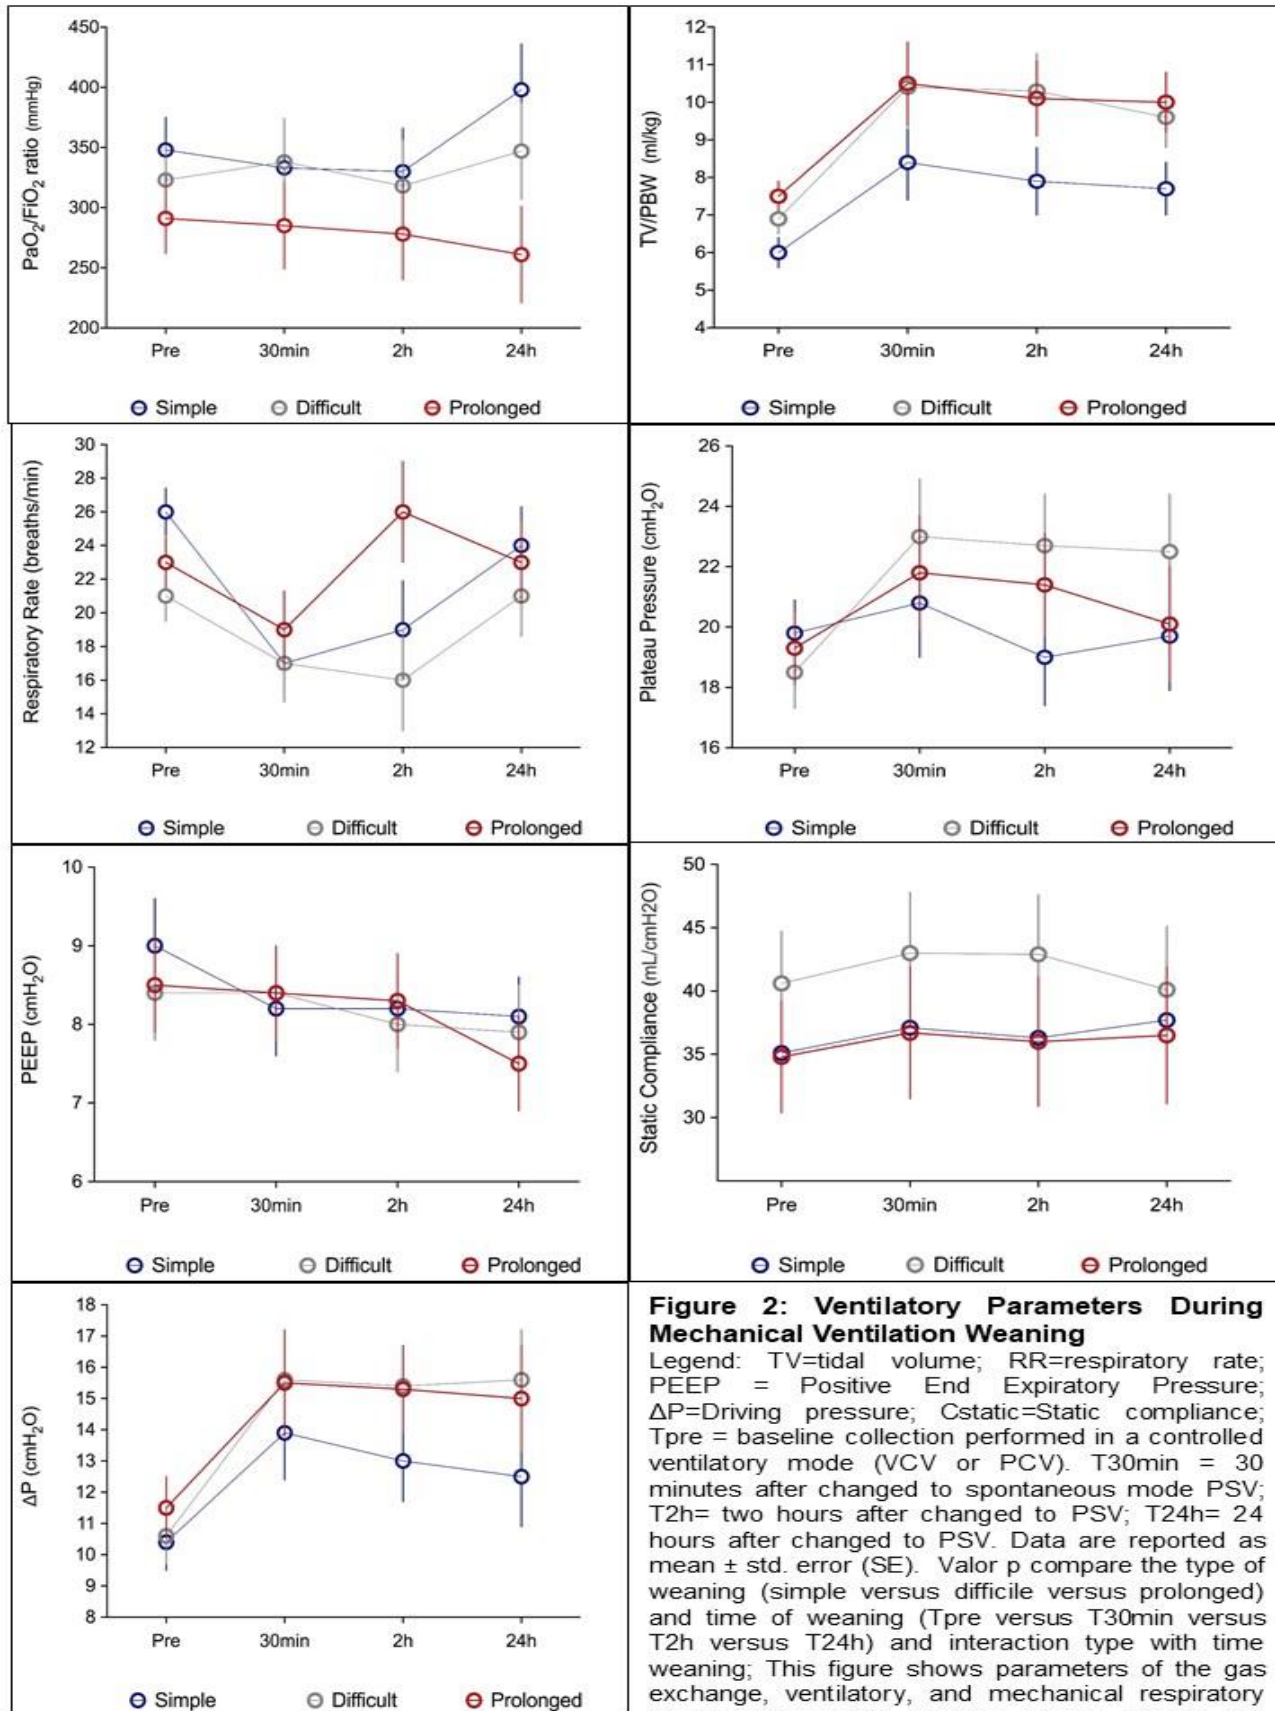 PaO2/FiO2 ratio (mmHg)
450
400
350
300
250
200
Pre 30min 2h 24h
Simple Difficult Prolonged
TV/PBW (ml/kg)
12
11
10
9
8
7
6
5
4
Pre 30min 2h 24h
Simple Difficult Prolonged
Respiratory Rate (breaths/min)
30
28
26
24
22
20
18
16
14
12
Pre 30min 2h 24h
Simple Difficult Prolonged
Plateau Pressure (cmH2O)
26
24
22
20
18
16
Pre 30min 2h 24h
Simple Difficult Prolonged
PEEP (cmH2O)
10
9
8
7
6
Pre 30min 2h 24h
Simple Difficult Prolonged
Static Compliance (mL/cmH2O)
50
45
40
35
30
Pre 30min 2h 24h
Simple Difficult Prolonged
ΔP (cmH2O)
18
17
16
15
14
13
12
11
10
9
8
Pre 30min 2h 24h
Simple Difficult Prolonged
Figure 2: Ventilatory Parameters During
Mechanical Ventilation Weaning
Legend: TV=tidal volume; RR=respiratory rate;
PEEP = Positive End Expiratory Pressure;
ΔP=Driving pressure; Cstatic=Static compliance;
Tpre = baseline collection performed in a controlled
ventilatory mode (VCV or PCV). T30min = 30
minutes after changed to spontaneous mode PSV;
T2h= two hours after changed to PSV; T24h= 24
hours after changed to PSV. Data are reported as
mean ± std. error (SE). Valor p compare the type of
weaning (simple versus difficile versus prolonged)
and time of weaning (Tpre versus T30min versus
T2h versus T24h) and interaction type with time
weaning; This figure shows parameters of the gas
exchange, ventilatory, and mechanical respiratory